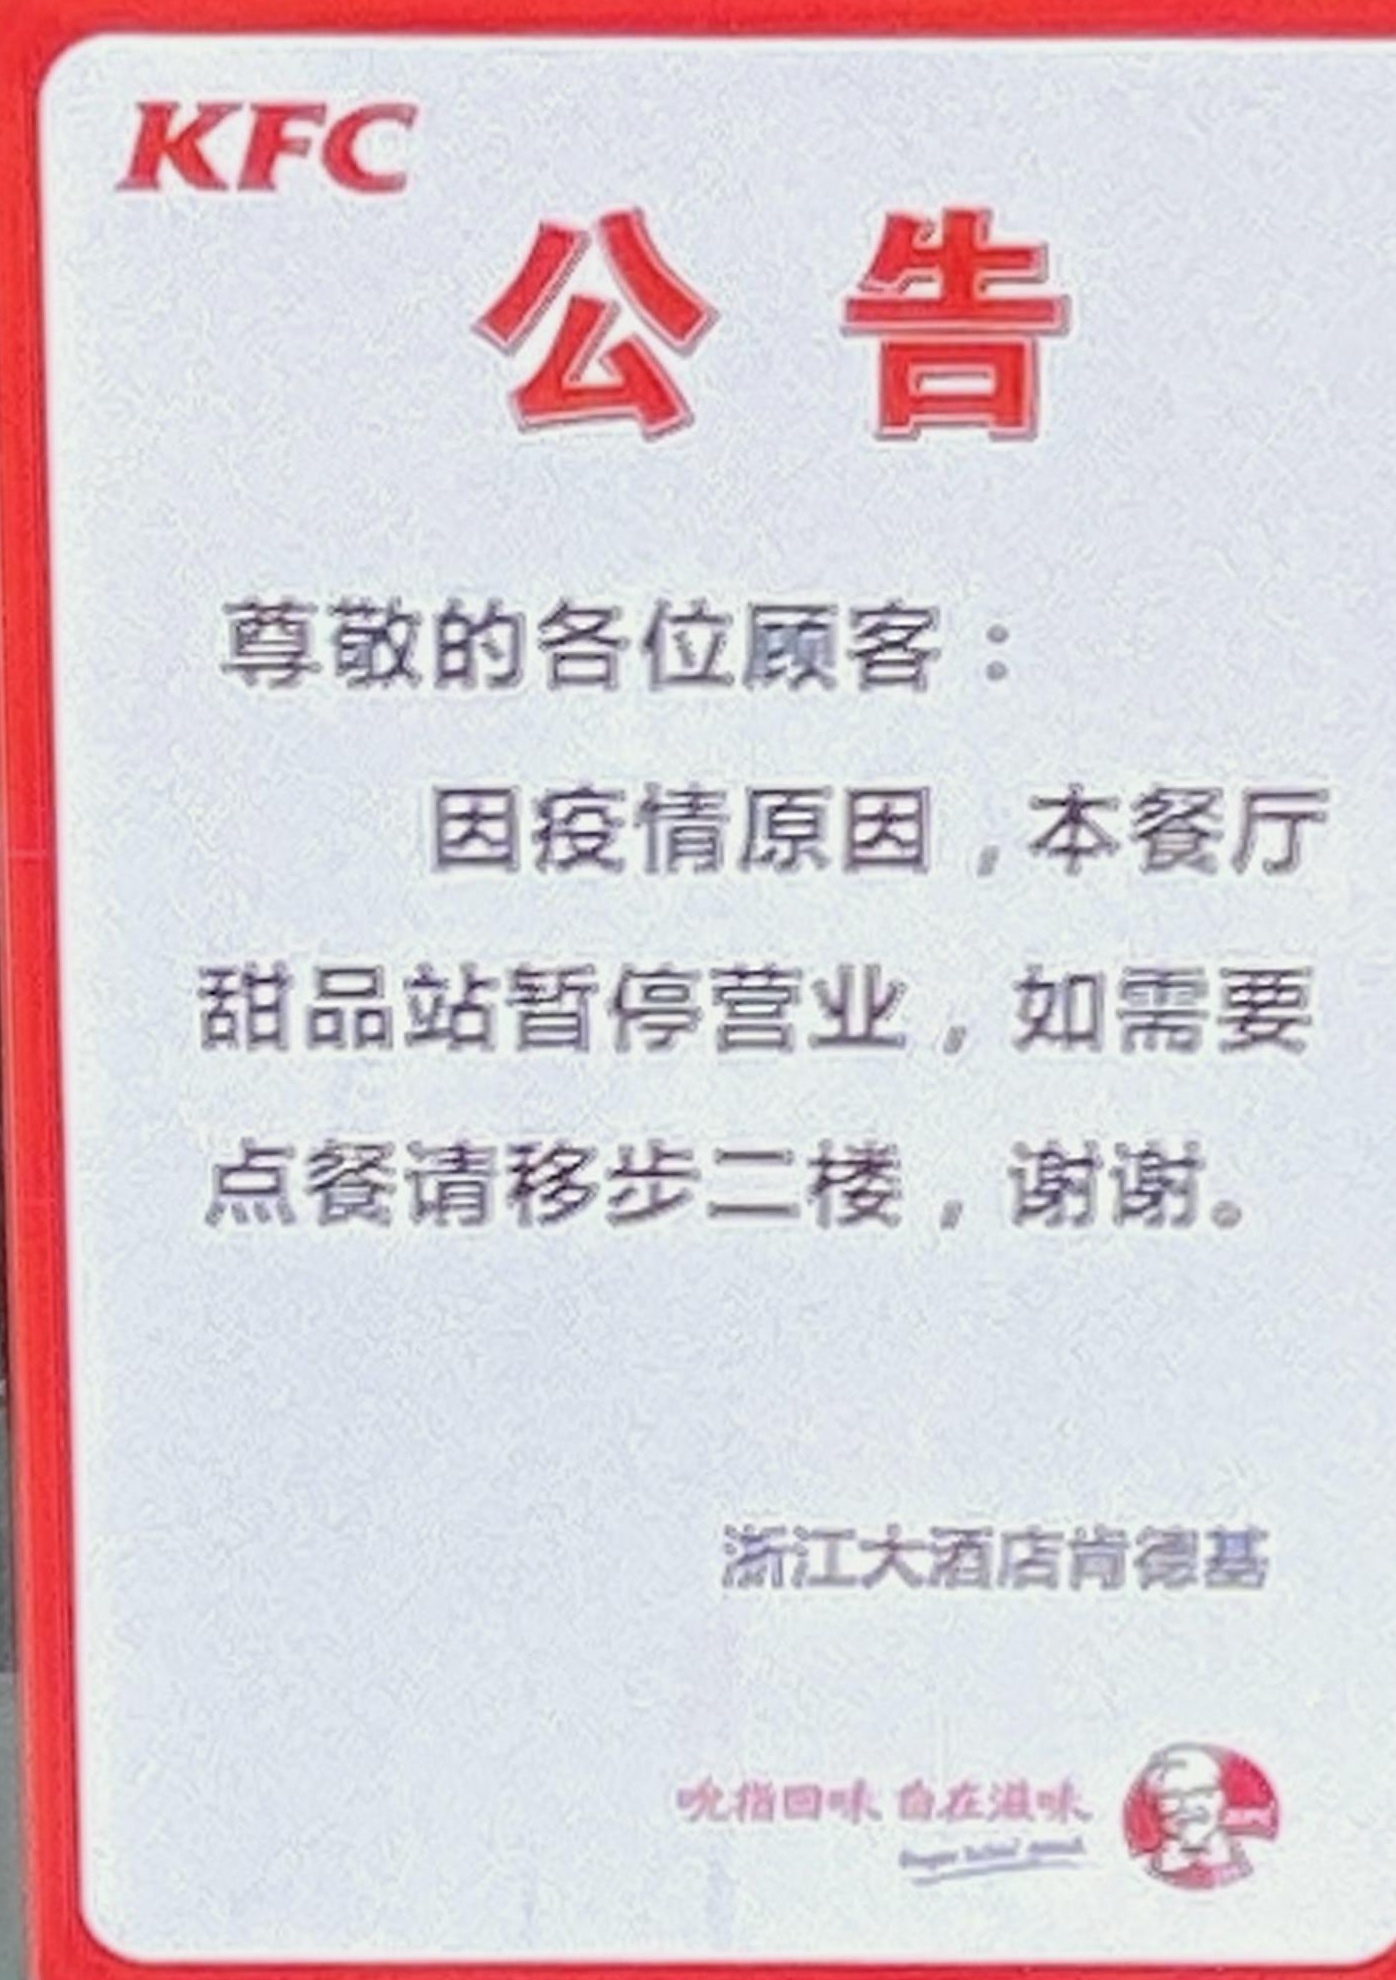 KFC
公告
尊敬的各位顾客：
因疫情原因，本餐厅
甜品站暂停营业，如需要
点餐请移步二楼，谢谢。
浙江大酒店肯德基
吮指回味 自在滋味